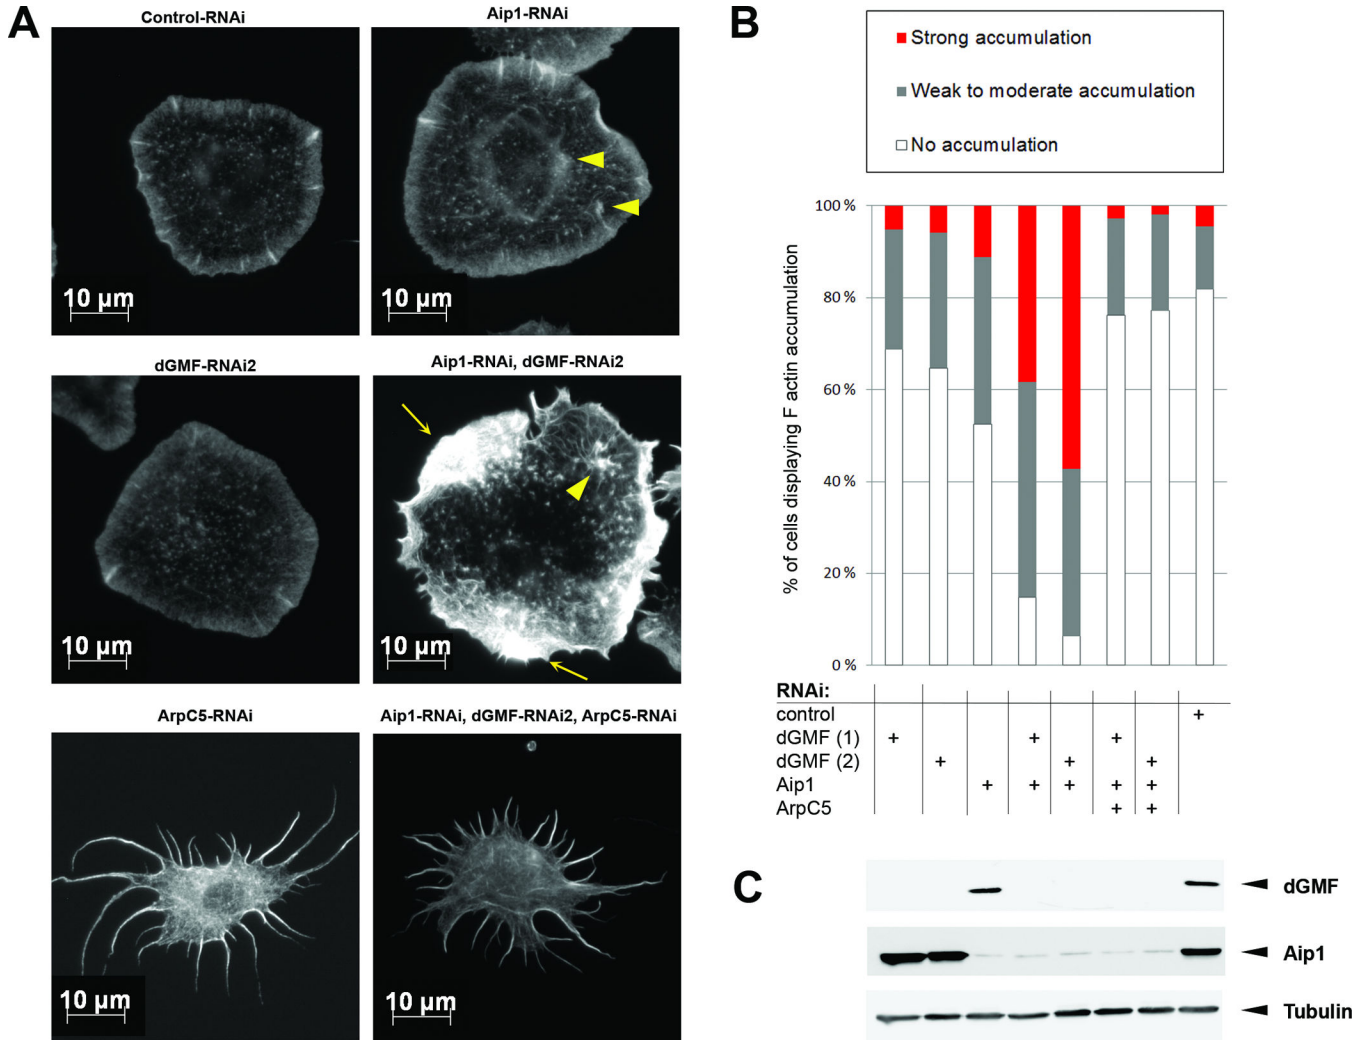 A
Control-RNAi
Aip1-RNAi
10 µm
10 µm
dGMF-RNAi2
Aip1-RNAi, dGMF-RNAi2
10 µm
10 µm
ArpC5-RNAi
Aip1-RNAi, dGMF-RNAi2, ArpC5-RNAi
10 µm
10 µm
B
Strong accumulation
Weak to moderate accumulation
No accumulation
% of cells displaying F actin accumulation
100 %
80 %
60 %
40 %
20 %
0 %
RNAi:
control +
dGMF (1) + + +
dGMF (2) + + +
Aip1 + + + + +
ArpC5 + +
C
dGMF
Aip1
Tubulin